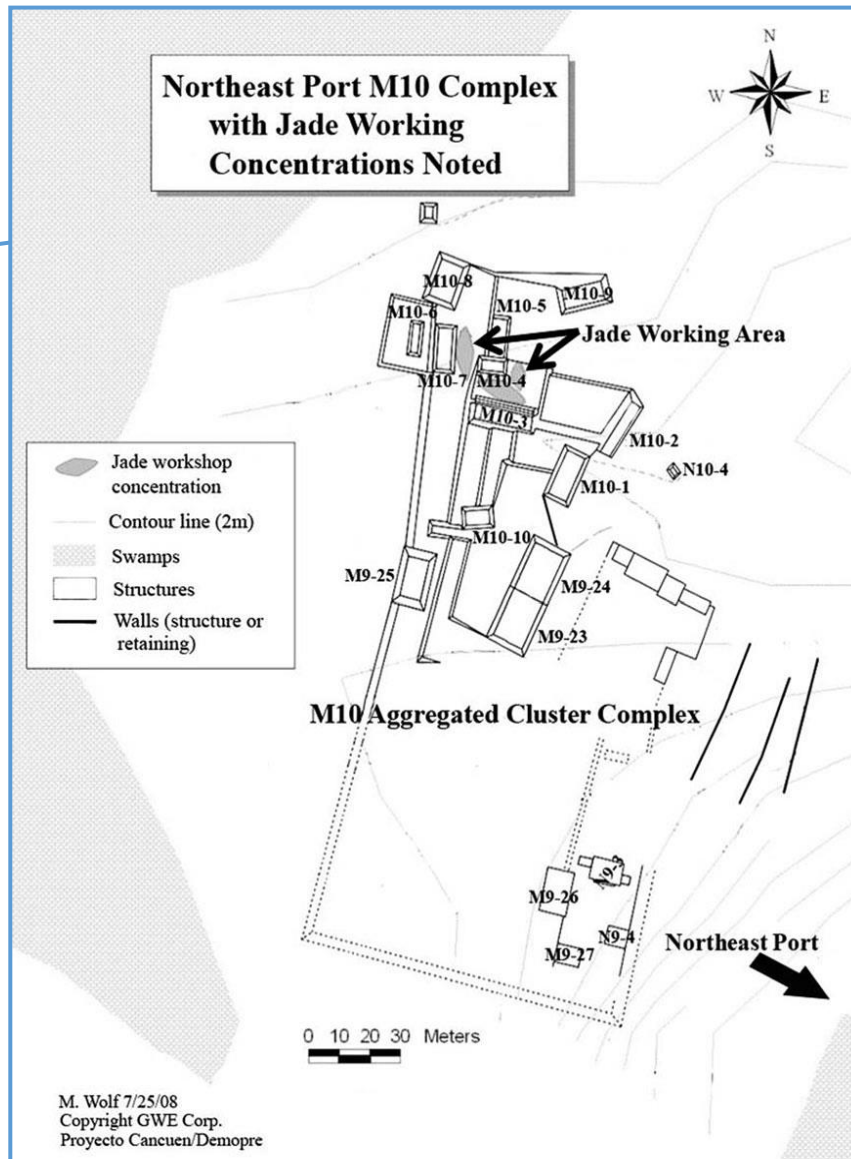 Northeast Port M10 Complex
with Jade Working
Concentrations Noted
N
W
E
S
M10-8
M10-9
M10-6
M10-5
Jade Working Area
M10-7
M10-4
M10-3
M10-2
N10-4
M10-1
M10-10
M9-25
M9-24
M9-23
Jade workshop
concentration
Contour line (2m)
Swamps
Structures
Walls (structure or
retaining)
M10 Aggregated Cluster Complex
M9-26
N9-4
M9-27
Northeast Port
0 10 20 30 Meters
M. Wolf 7/25/08
Copyright GWE Corp.
Proyecto Cancuen/Demopre